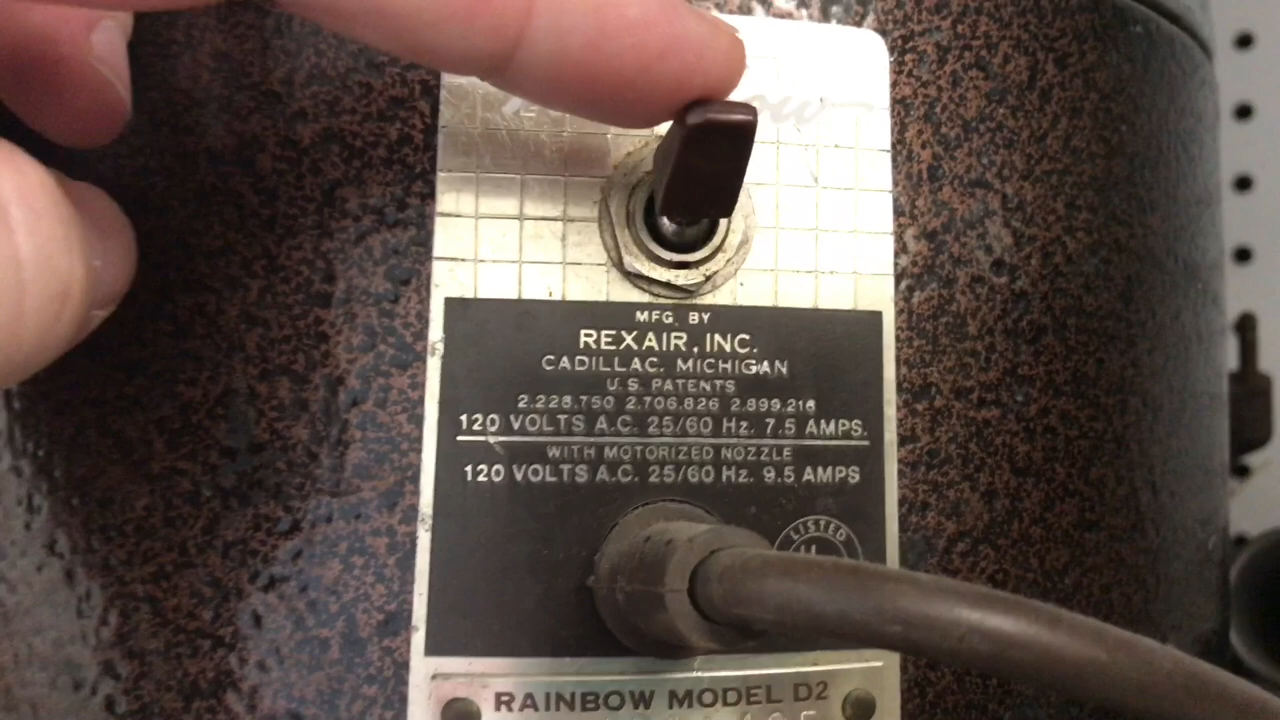 MFG. BY
REXAIR, INC.
CADILLAC, MICHIGAN
U.S. PATENTS
2.228.750 2.706.826 2.899.216
120 VOLTS A.C. 25/60 Hz. 7.5 AMPS.
WITH MOTORIZED NOZZLE
120 VOLTS A.C. 25/60 Hz. 9.5 AMPS
LISTED
RAINBOW MODEL D2